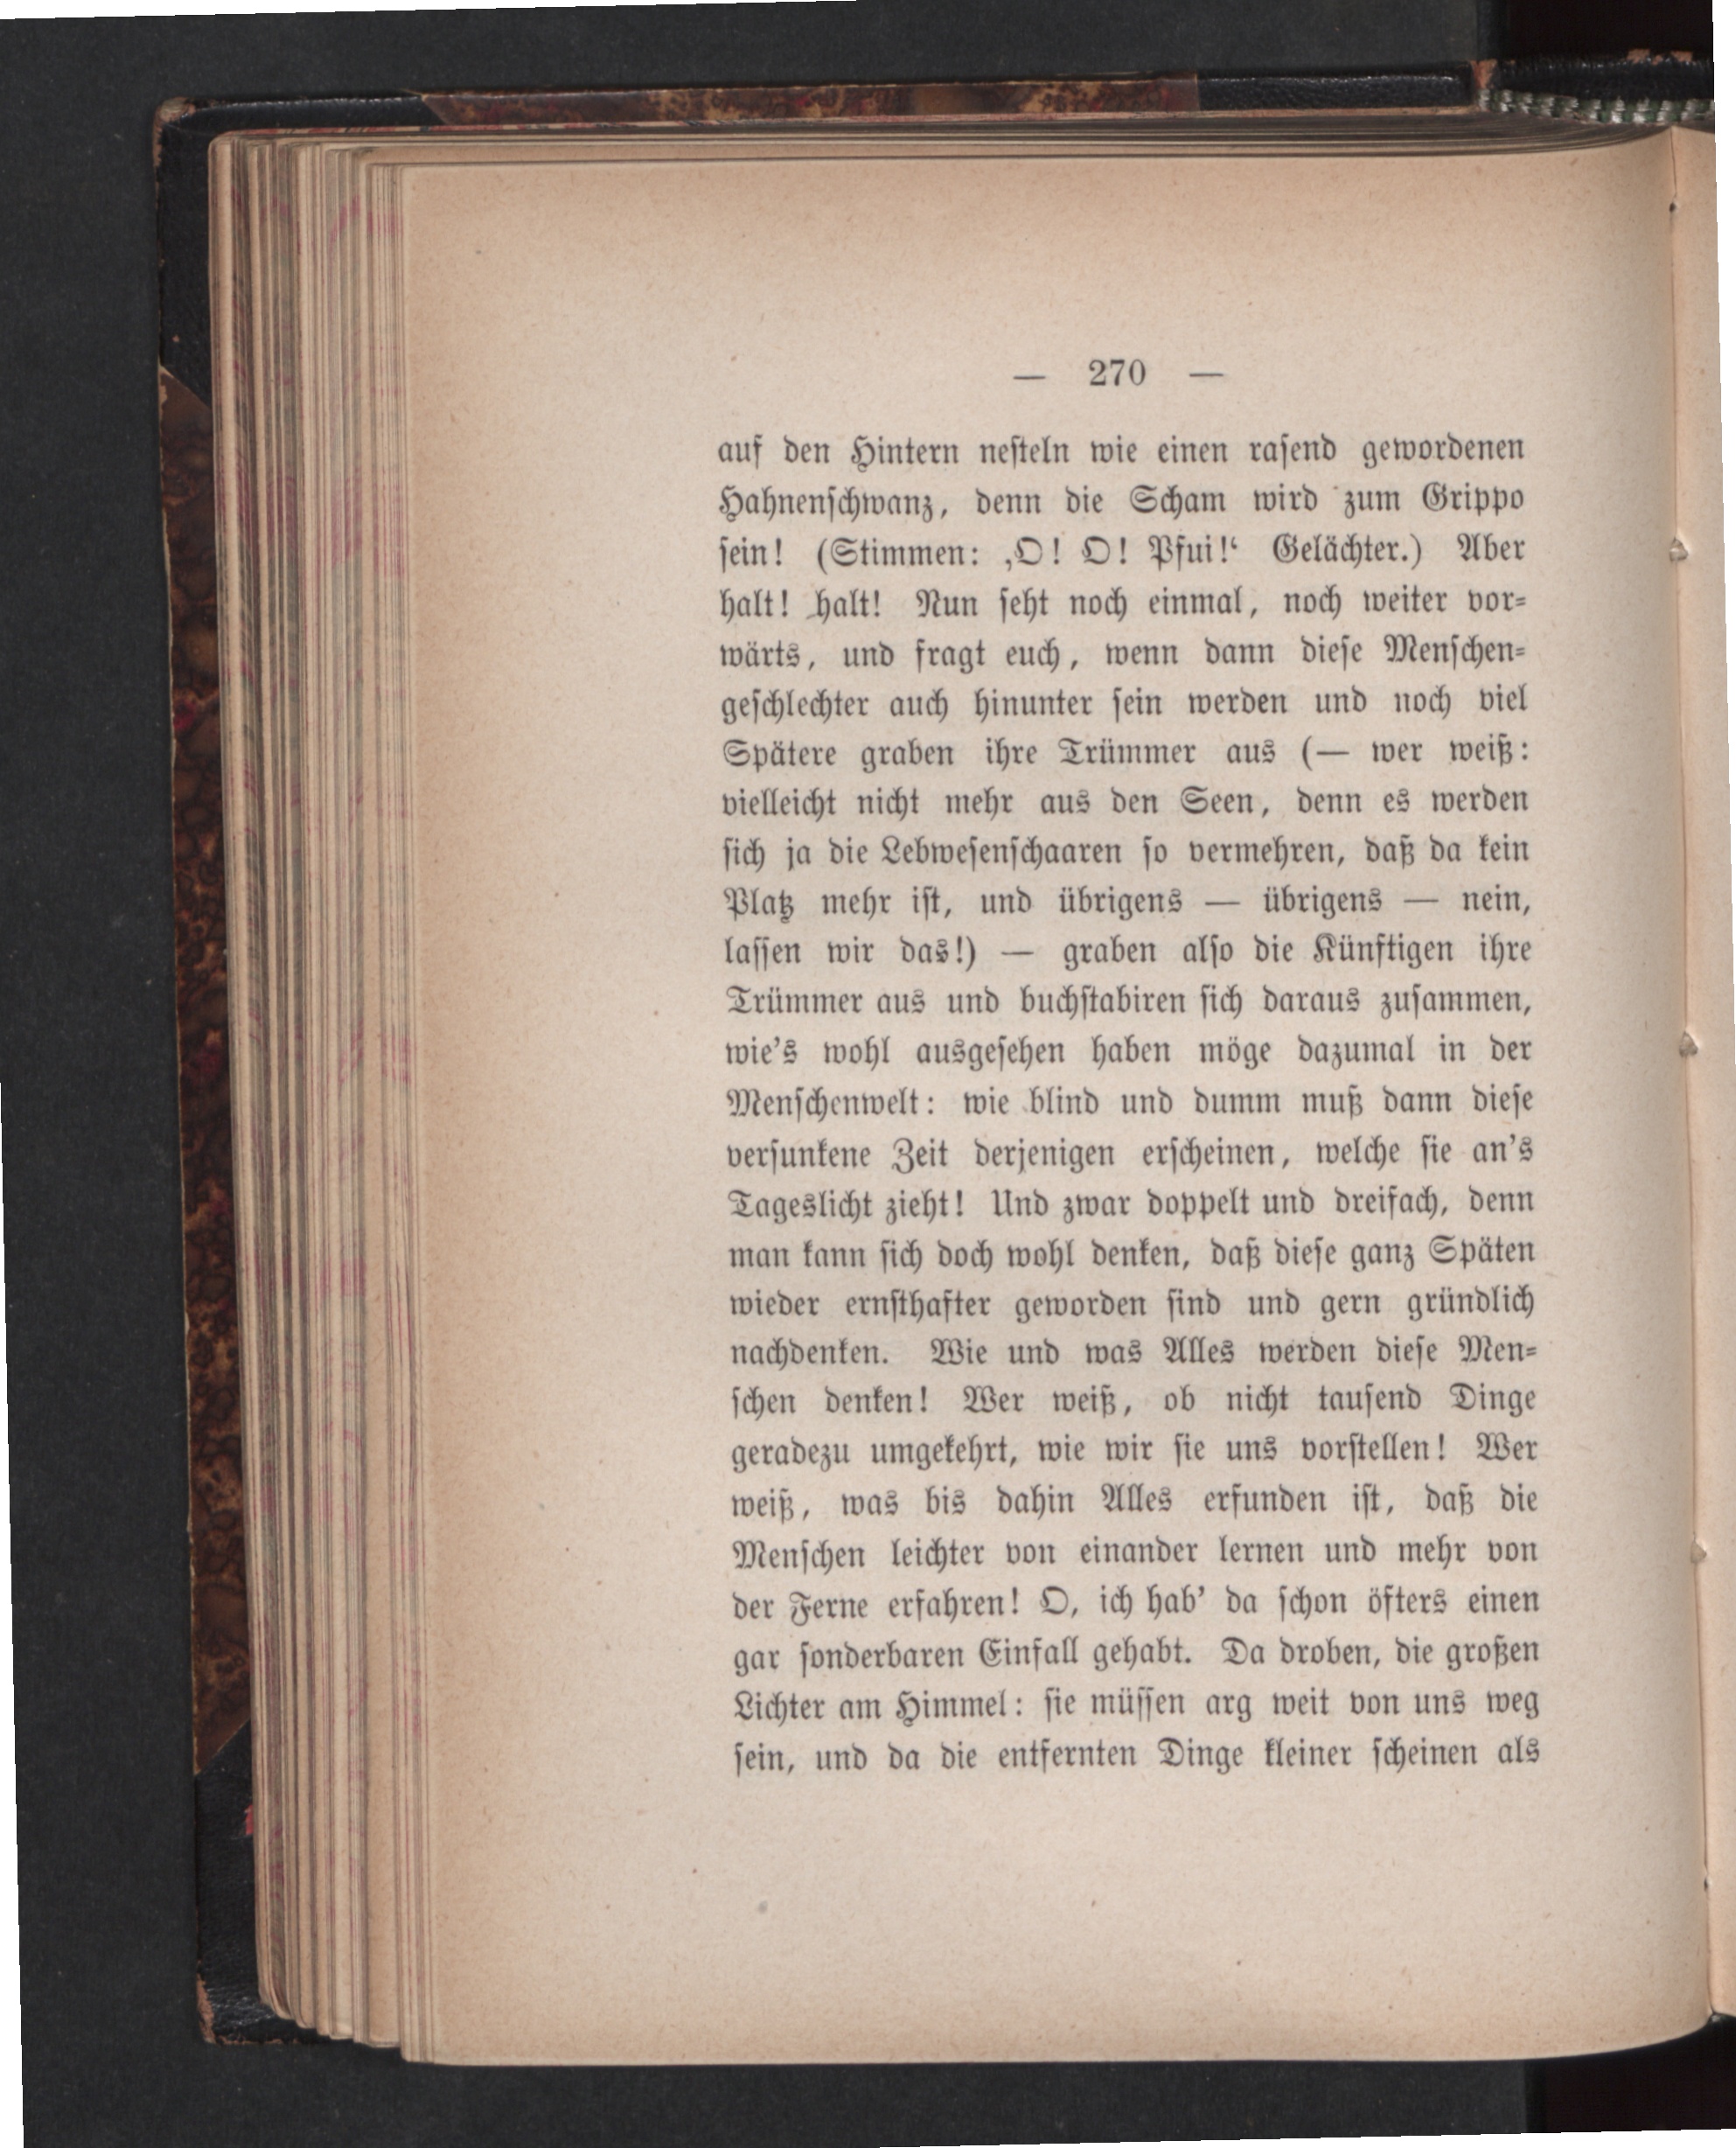 — 270 —
auf den Hintern nesteln wie einen rasend gewordenen
Hahnenschwanz, denn die Scham wird zum Grippo
sein! (Stimmen: ‚O! O! Pfui!‘ Gelächter.) Aber
halt! halt! Nun seht noch einmal, noch weiter vor-
wärts, und fragt euch, wenn dann diese Menschen-
geschlechter auch hinunter sein werden und noch viel
Spätere graben ihre Trümmer aus (— wer weiß:
vielleicht nicht mehr aus den Seen, denn es werden
sich ja die Lebwesenschaaren so vermehren, daß da kein
Platz mehr ist, und übrigens — übrigens — nein,
lassen wir das!) — graben also die Künftigen ihre
Trümmer aus und buchstabiren sich daraus zusammen,
wie's wohl ausgesehen haben möge dazumal in der
Menschenwelt: wie blind und dumm muß dann diese
versunkene Zeit derjenigen erscheinen, welche sie an's
Tageslicht zieht! Und zwar doppelt und dreifach, denn
man kann sich doch wohl denken, daß diese ganz Späten
wieder ernsthafter geworden sind und gern gründlich
nachdenken. Wie und was Alles werden diese Men-
schen denken! Wer weiß, ob nicht tausend Dinge
geradezu umgekehrt, wie wir sie uns vorstellen! Wer
weiß, was bis dahin Alles erfunden ist, daß die
Menschen leichter von einander lernen und mehr von
der Ferne erfahren! O, ich hab' da schon öfters einen
gar sonderbaren Einfall gehabt. Da droben, die großen
Lichter am Himmel: sie müssen arg weit von uns weg
sein, und da die entfernten Dinge kleiner scheinen als